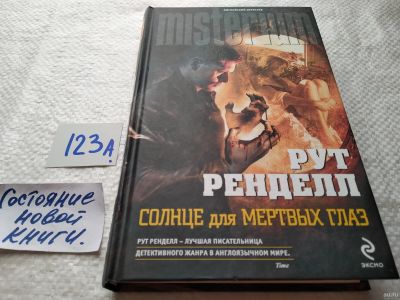 misterium
РУТ
РЕНДЕЛЛ
СОЛНЦЕ для МЕРТВЫХ ГЛАЗ
РУТ РЕНДЕЛЛ – ЛУЧШАЯ ПИСАТЕЛЬНИЦА
ДЕТЕКТИВНОГО ЖАНРА В АНГЛОЯЗЫЧНОМ МИРЕ.
Time
ЭКСМО
123А
Состояние
новой
книги.